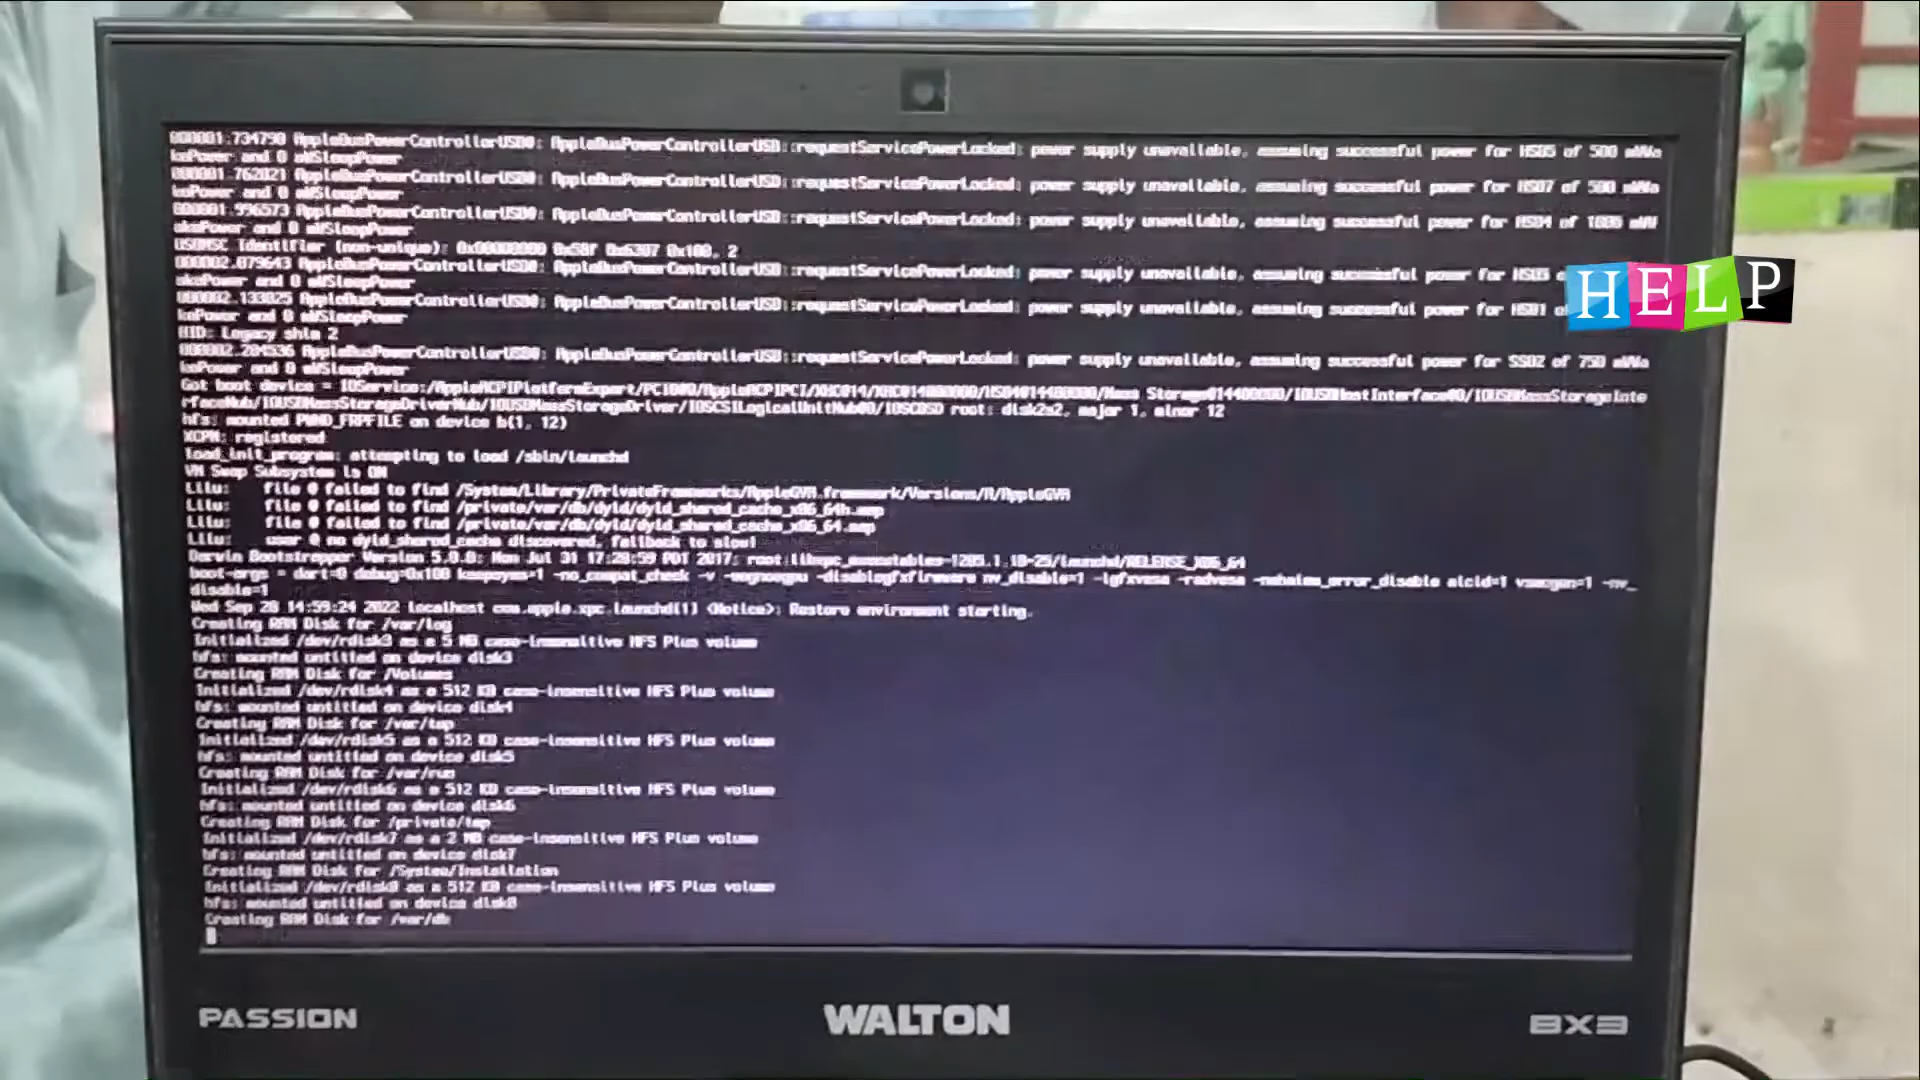 000001.734790 AppleBusPowerControllerUSB0: AppleBusPowerControllerUSB::requestServicePowerLocked: power supply unavailable, assuming successful power for HS05 of 500 mWWa
kePower and 0 mWSleepPower
000001.762021 AppleBusPowerControllerUSB0: AppleBusPowerControllerUSB::requestServicePowerLocked: power supply unavailable, assuming successful power for HS07 of 500 mWWa
kePower and 0 mWSleepPower
000001.996573 AppleBusPowerControllerUSB0: AppleBusPowerControllerUSB::requestServicePowerLocked: power supply unavailable, assuming successful power for HS04 of mWW
akePower and 0 mWSleepPower
USBMSC Identifier (non-unique): 0x00000000 0x58f 0x6387 0x100, 2
000002.079643 AppleBusPowerControllerUSB0: AppleBusPowerControllerUSB::requestServicePowerLocked: power supply unavailable, assuming successful power for
akePower and 0 mWSleepPower
000002.133025 AppleBusPowerControllerUSB0: AppleBusPowerControllerUSB::requestServicePowerLocked: power supply unavailable, assuming successful power for HS01
kePower and 0 mWSleepPower
HELP
HID: Legacy shim 2
000002.204536 AppleBusPowerControllerUSB0: AppleBusPowerControllerUSB::requestServicePowerLocked: power supply unavailable, assuming successful power for SS02 of 750 mWWa
kePower and 0 mWSleepPower
Got boot device = IOService:/AppleACPIPlatformExpert/PCI0@0/AppleACPIPCI/XHC@14/XHC@14000000/HS04@14400000/Mass Storage@14400000/IOUSBHostInterface@0/IOUSBMassStorageInte
rfaceNub/IOUSBMassStorageDriverNub/IOUSBMassStorageDriver/IOSCSILogicalUnitNub@0/IOSCSD root: disk2s2, major 1, minor 12
hfs: mounted on device b(1, 12)
XCPM: registered
load_init_program: attempting to load /sbin/launchd
VM Swap Subsystem is ON
Lilu: file 0 failed to find /System/Library/PrivateFrameworks/AppleGVA.framework/Versions/A/AppleGVA
Lilu: file 0 failed to find /private/var/db/dyld/dyld_shared_cache_x86_64h.map
Lilu: file 0 failed to find /private/var/db/dyld/dyld_shared_cache_x86_64.map
Lilu: user @ no dyld_shared_cache discovered, fallback to slow!
Darwin Bootstrapper Version 5.0.0: Mon Jul 31 17:28:59 PDT 2017; root:libxpc_executables-1205.1.10~25/launchd/RELEASE_X86_64
boot-args = dart=0 debug=0x100 keepsyms=1 -no_compat_check -v -wegnoegpu -disablegfxfirmware nv_disable=1 -igfxvesa -radvesa alcid=1 vsmcgen=1 -nv_
disable=1
Wed Sep 28 14:59:24 2022 localhost com.apple.xpc.launchd[1] <Notice>: Restore environment starting.
Creating RAM Disk for /var/log
Initialized /dev/rdisk3 as a 5 MB case-insensitive HFS Plus volume
hfs: mounted untitled on device disk3
Creating RAM Disk for /Volumes
Initialized /dev/rdisk4 as a 512 KB case-insensitive HFS Plus volume
hfs: mounted untitled on device disk4
Creating RAM Disk for /var/tmp
Initialized /dev/rdisk5 as a 512 KB case-insensitive HFS Plus volume
hfs: mounted untitled on device disk5
Creating RAM Disk for /var/run
Initialized /dev/rdisk6 as a 512 KB case-insensitive HFS Plus volume
hfs: mounted untitled on device disk6
Creating RAM Disk for /private/tmp
Initialized /dev/rdisk7 as a 2 MB case-insensitive HFS Plus volume
hfs: mounted untitled on device disk7
Creating RAM Disk for /System/Installation
Initialized /dev/rdisk8 as a 512 KB case-insensitive HFS Plus volume
hfs: mounted untitled on device disk8
Creating RAM Disk for /var/db
PASSION WALTON BX3